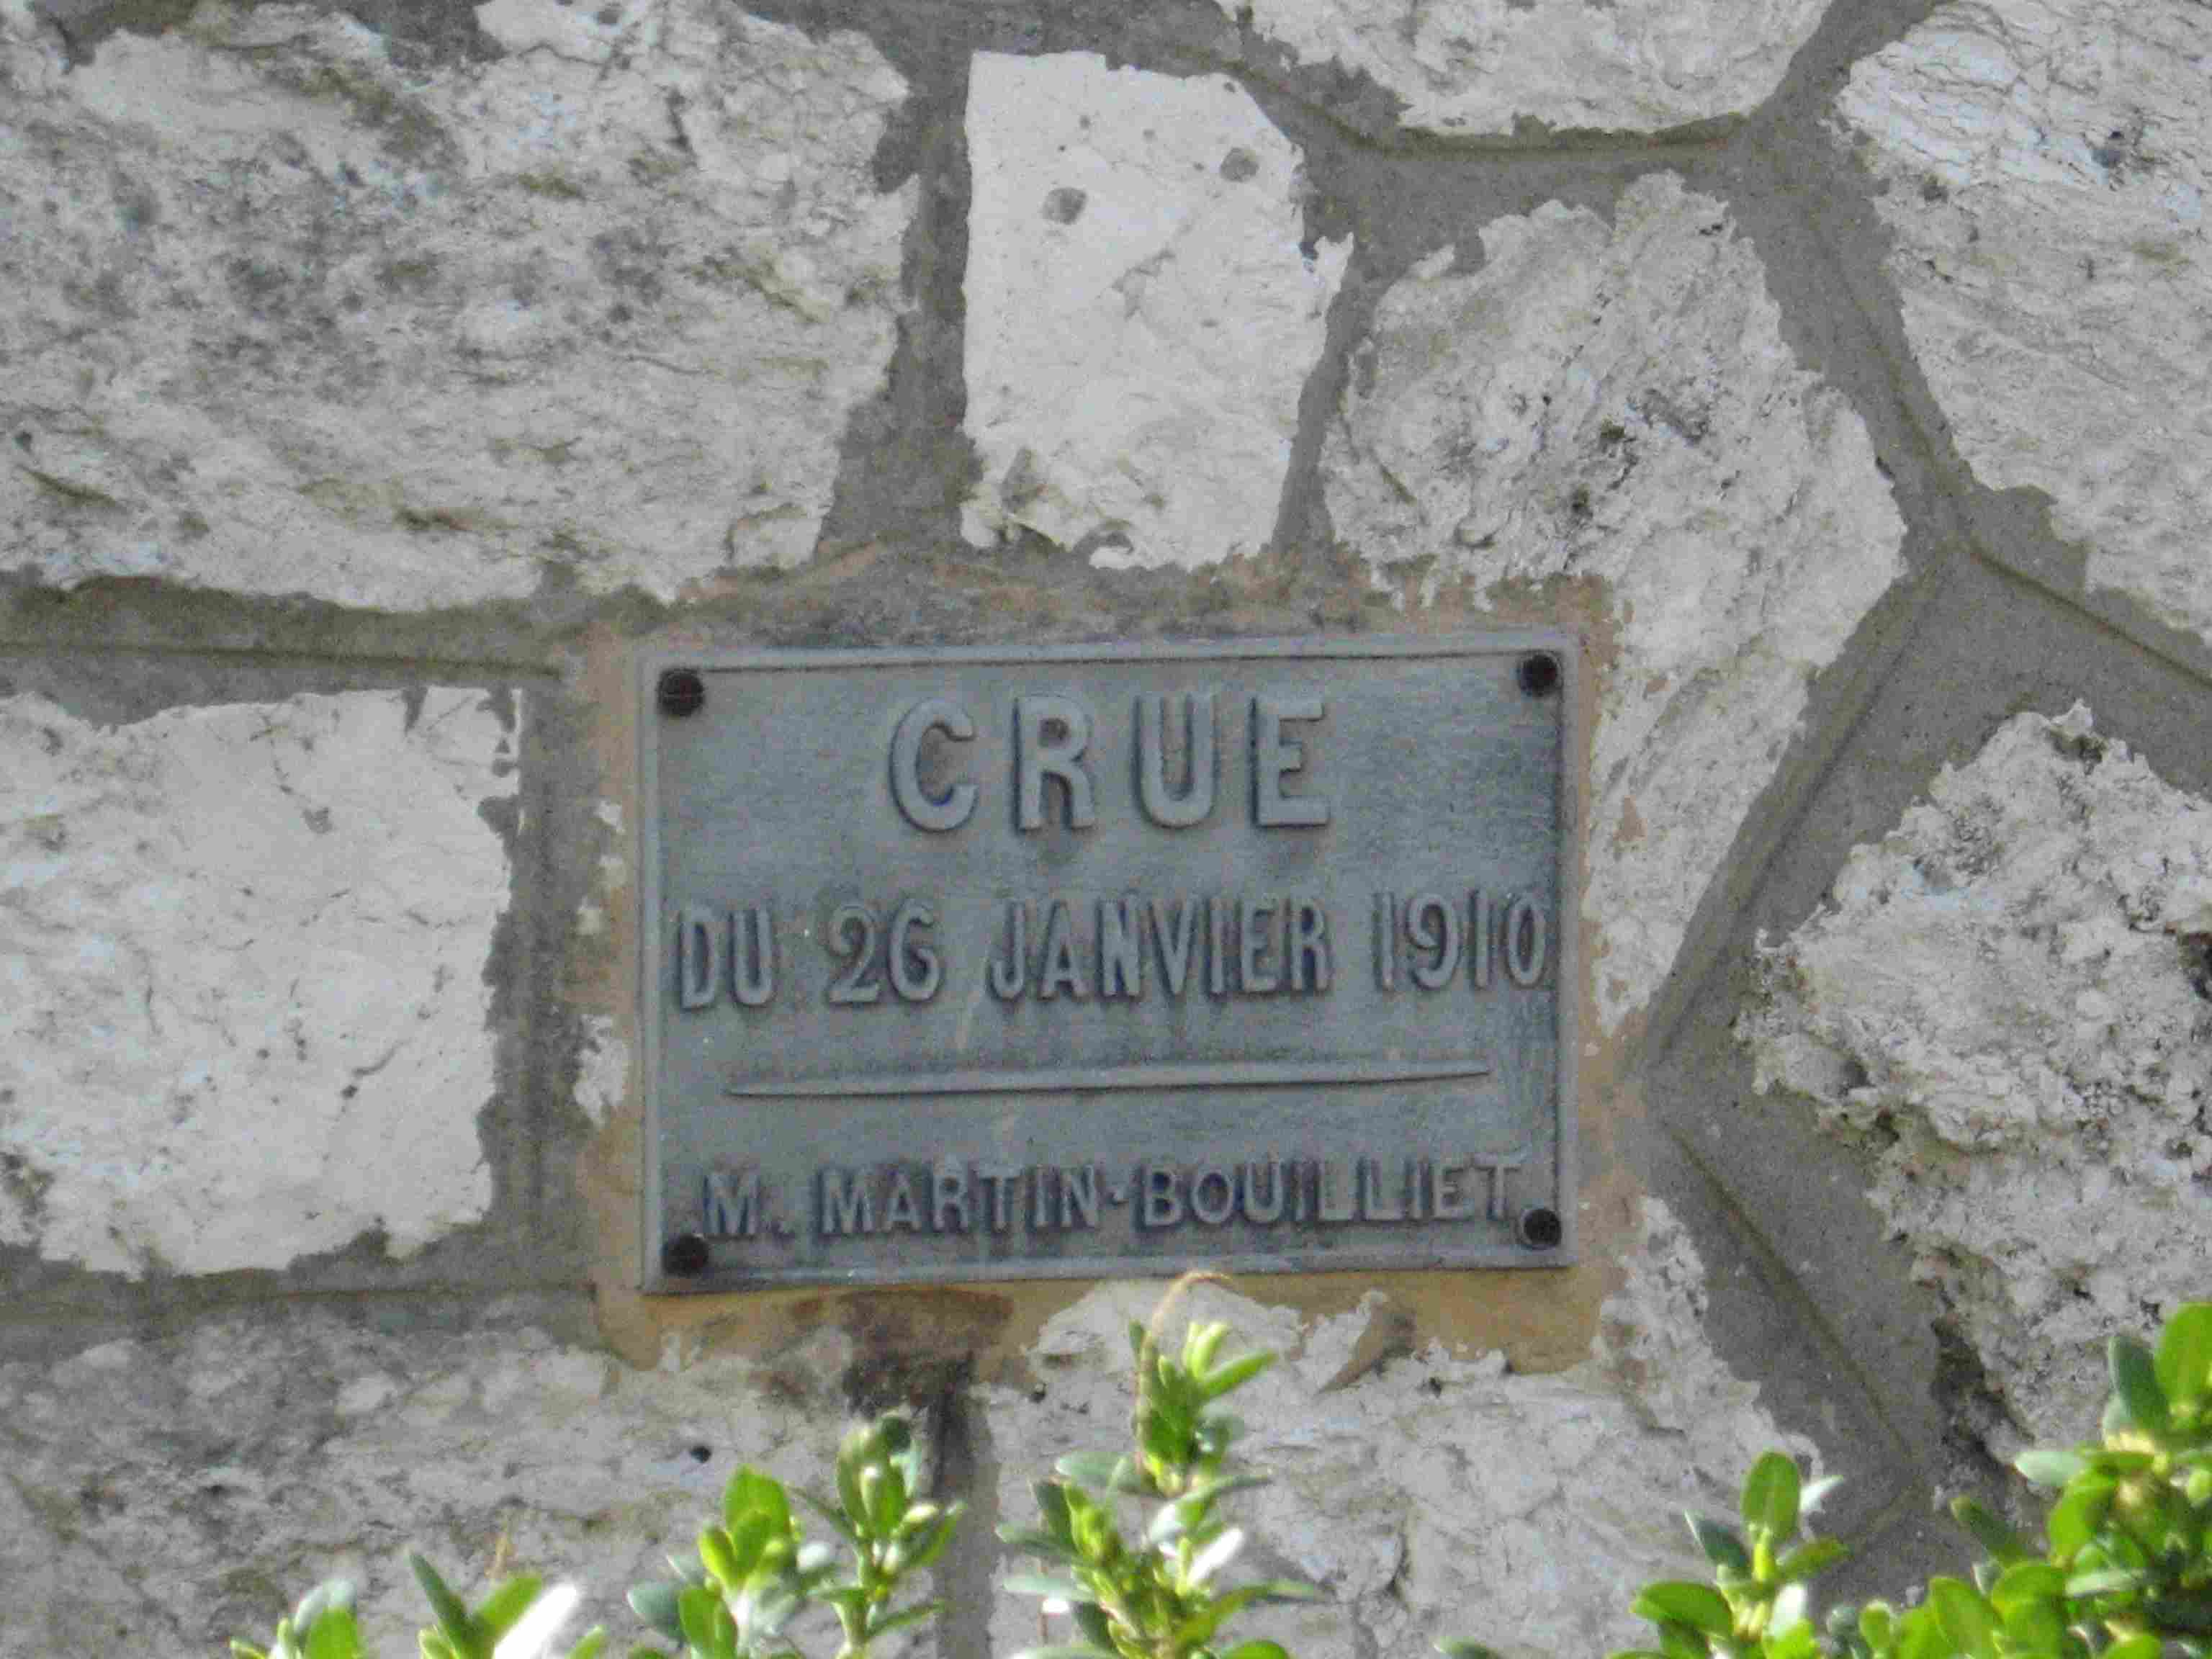 CRUE
DU 26 JANVIER 1910
M. MARTIN-BOUILLIET